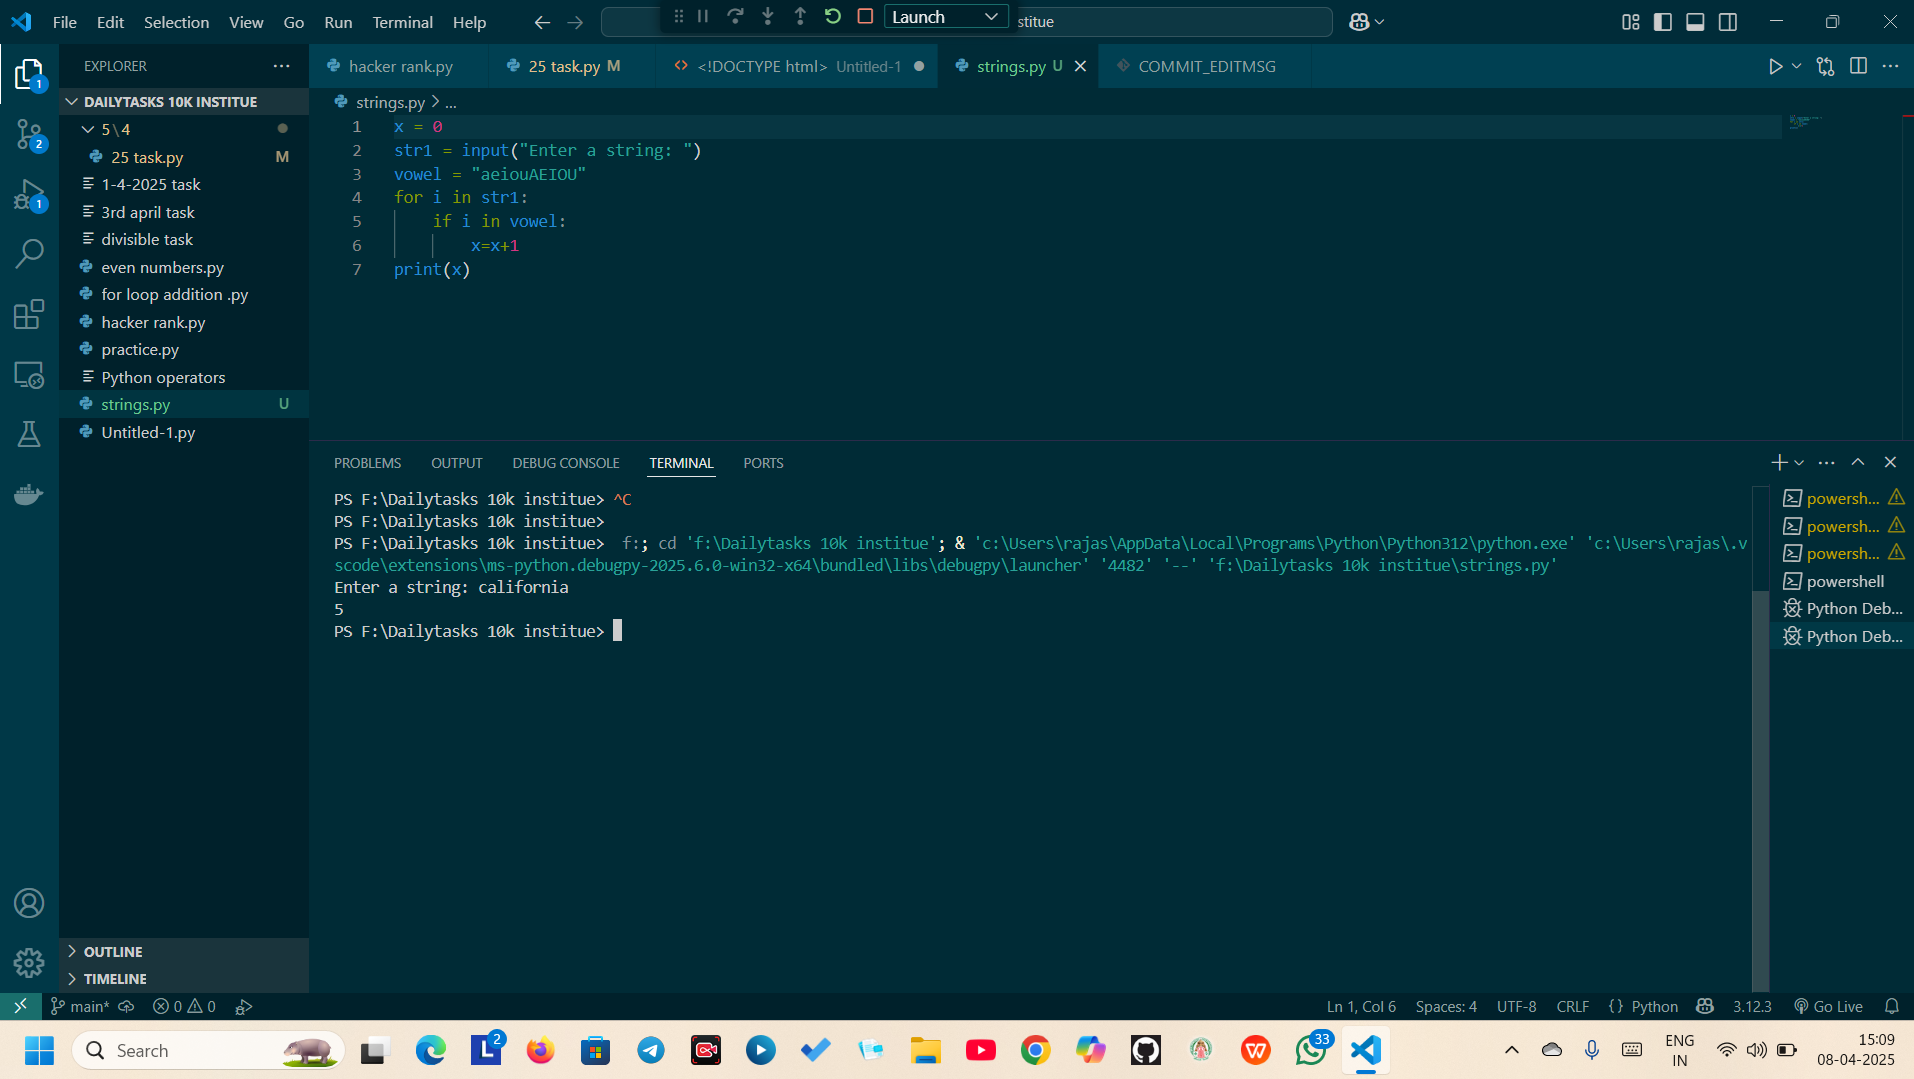 File Edit Selection View Go Run Terminal Help
Launch
stitue
EXPLORER
hacker rank.py
25 task.py M
<!DOCTYPE html> Untitled-1
strings.py U
COMMIT_EDITMSG
DAILYTASKS 10K INSTITUE
5\4
25 task.py M
1-4-2025 task
3rd april task
divisible task
even numbers.py
for loop addition .py
hacker rank.py
practice.py
Python operators
strings.py U
Untitled-1.py
OUTLINE
TIMELINE
1
2
1
strings.py > ...
1 x = 0
2 str1 = input("Enter a string: ")
3 vowel = "aeiouAEIOU"
4 for i in str1:
5 if i in vowel:
6 x=x+1
7 print(x)
PROBLEMS OUTPUT DEBUG CONSOLE TERMINAL PORTS
PS F:\Dailytasks 10k institue> ^C
PS F:\Dailytasks 10k institue>
PS F:\Dailytasks 10k institue>  f:; cd 'f:\Dailytasks 10k institue'; & 'c:\Users\rajas\AppData\Local\Programs\Python\Python312\python.exe' 'c:\Users\rajas\.v
scode\extensions\ms-python.debugpy-2025.6.0-win32-x64\bundled\libs\debugpy\launcher' '4482' '--' 'f:\Dailytasks 10k institue\strings.py'
Enter a string: california
5
PS F:\Dailytasks 10k institue>
powersh...
powersh...
powersh...
powershell
Python Deb...
Python Deb...
main* 0 0
Ln 1, Col 6 Spaces: 4 UTF-8 CRLF {} Python 3.12.3 Go Live
Search
L 2
W
33
ENG
IN
15:09
08-04-2025